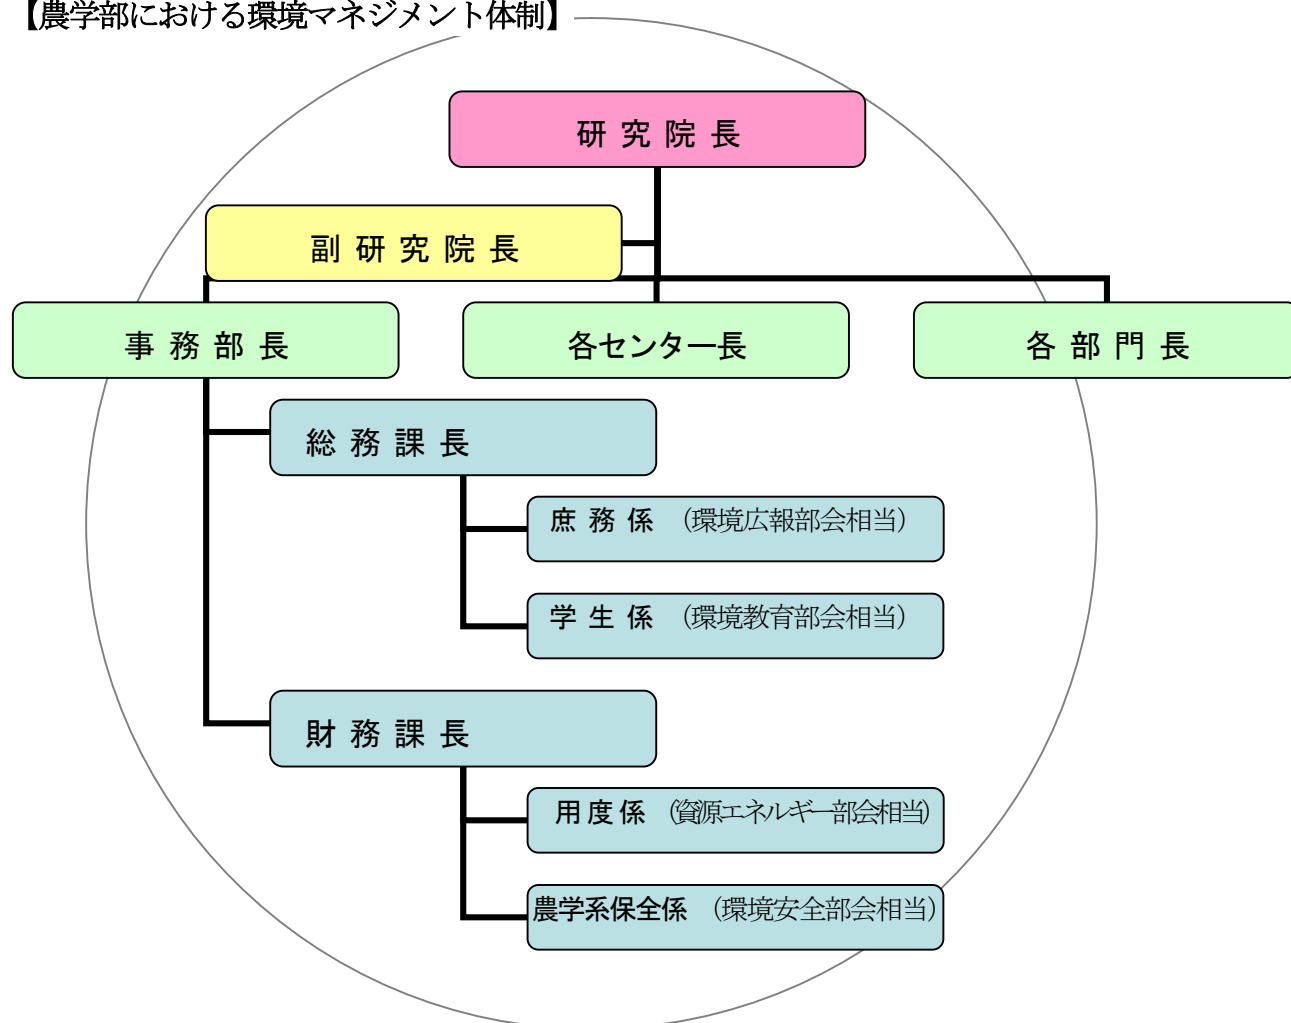 【農学部における環境マネジメント体制】
研究院長
副研究院長
事務部長
各センター長
各部門長
総務課長
庶務係 （環境広報部会相当）
学生係 （環境教育部会相当）
財務課長
用度係 （資源エネルギー部会相当）
農学系保全係 （環境安全部会相当）